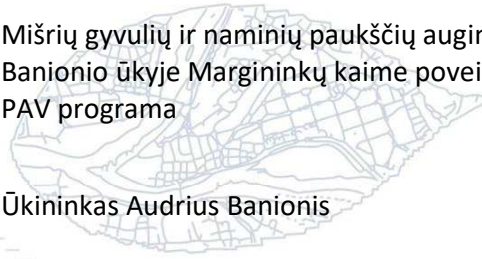 Mišrių gyvulių ir naminių paukščių augin
Banionio ūkyje Margininkų kaime povei
PAV programa
Ūkininkas Audrius Banionis